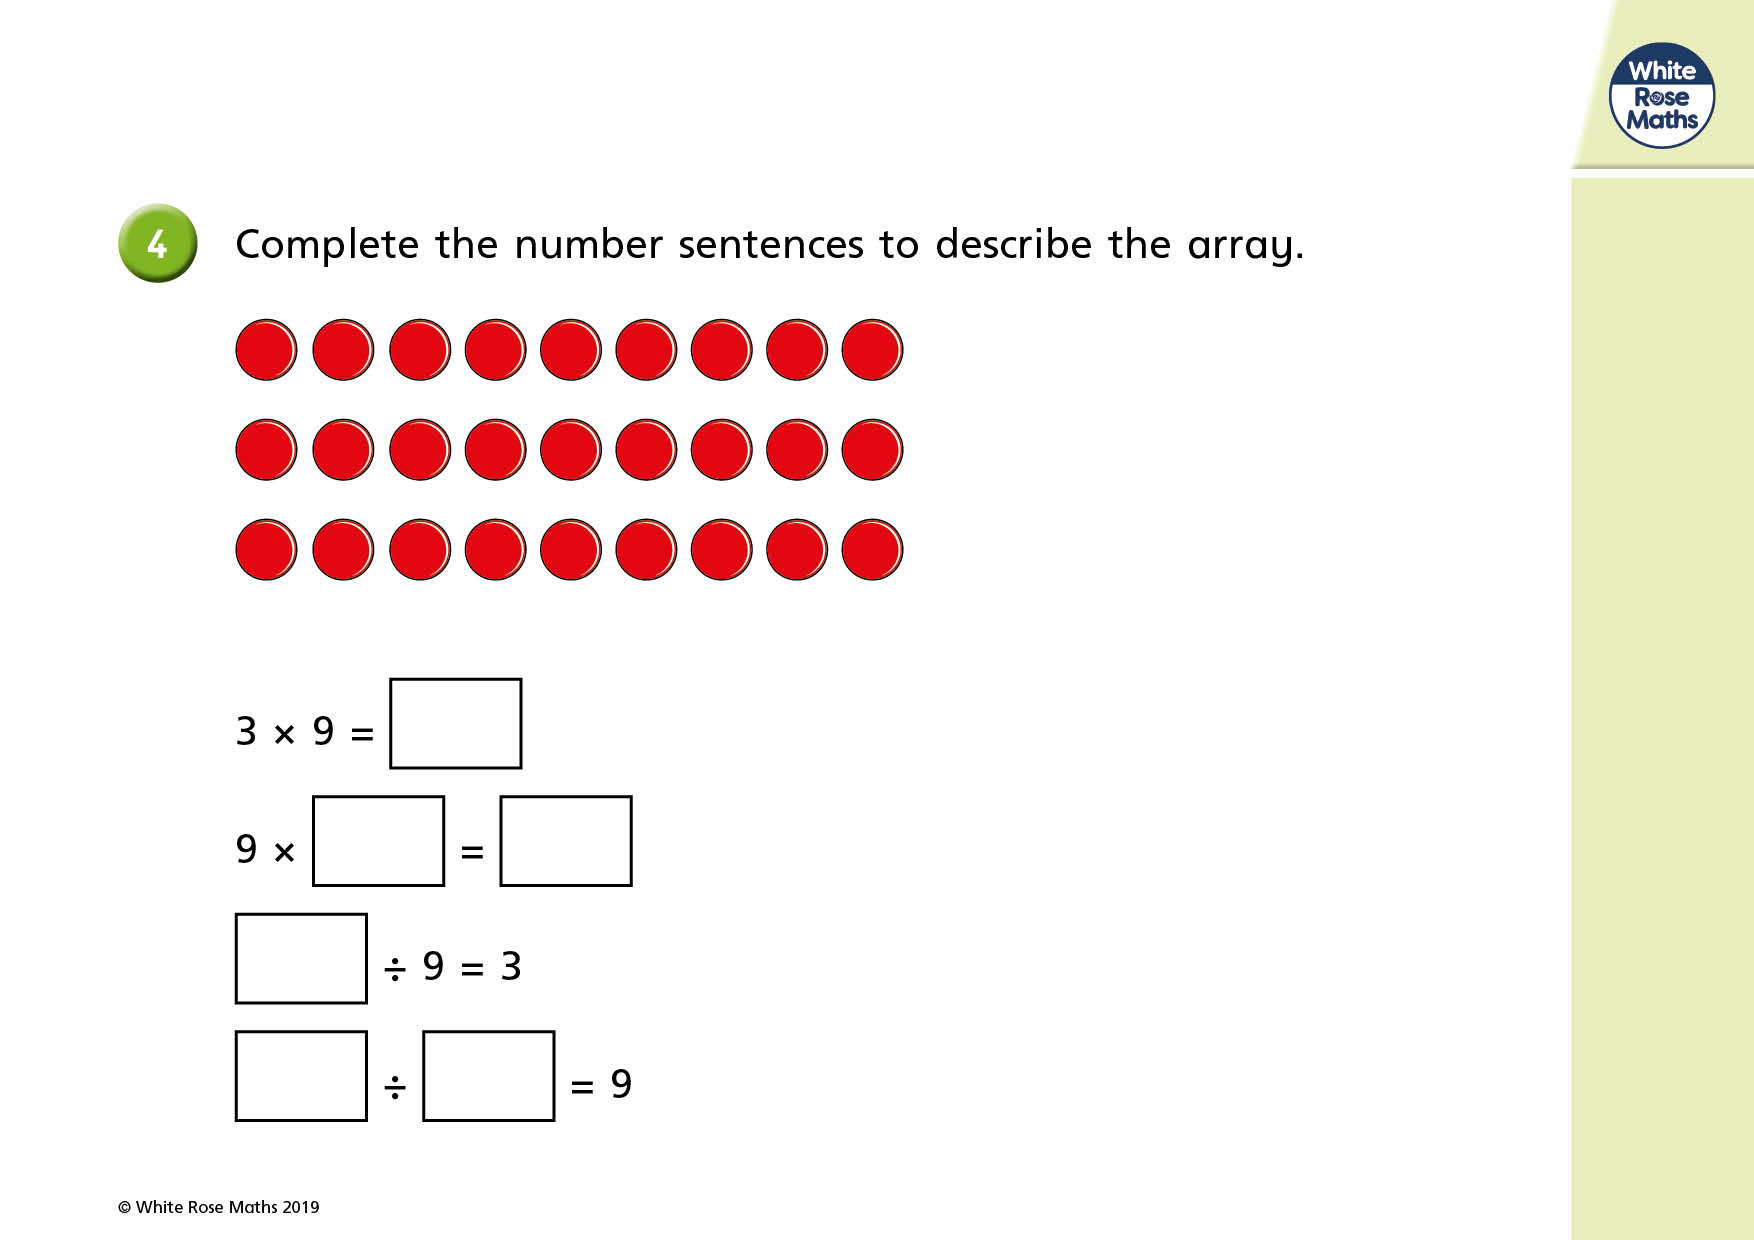 White
Rose
Maths
4 Complete the number sentences to describe the array.
3 × 9 =
9 × =
÷ 9 = 3
÷ = 9
© White Rose Maths 2019